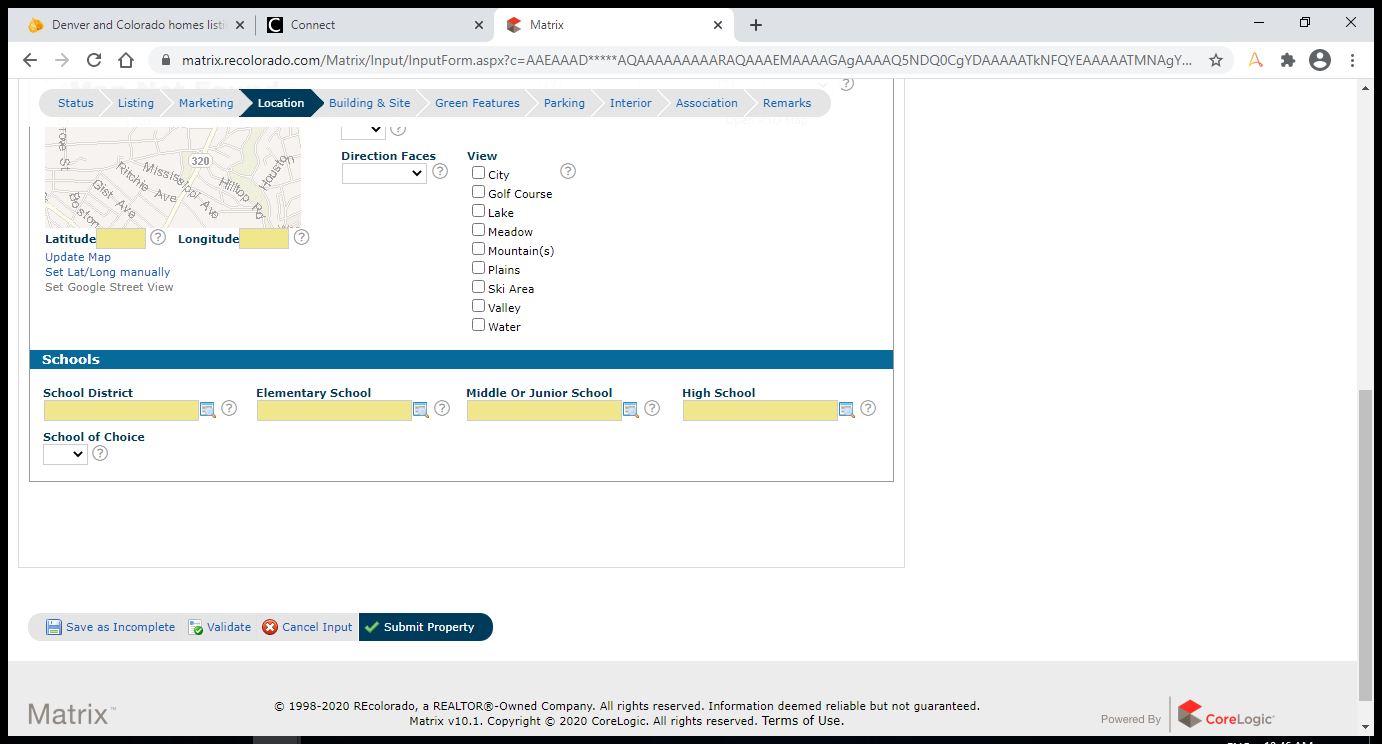 Denver and Colorado homes listi
Connect
Matrix
matrix.recolorado.com/Matrix/Input/InputForm.aspx?c=AAEAAAD*****AQAAAAAAAAARAQAAAEMAAAAGAgAAAAQ5NDQ0CgYDAAAAATkNFQYEAAAAATMNAgY...
Status Listing Marketing Location Building & Site Green Features Parking Interior Association Remarks
320
Ritchie Ave
Mississippi Ave
Gist Ave
Hilltop Rd
Houston
Boston
Direction Faces
View
City
Golf Course
Lake
Meadow
Mountain(s)
Plains
Ski Area
Valley
Water
Latitude Longitude
Update Map
Set Lat/Long manually
Set Google Street View
Schools
School District Elementary School Middle Or Junior School High School
School of Choice
Save as Incomplete Validate Cancel Input Submit Property
Matrix™
© 1998-2020 REcolorado, a REALTOR®-Owned Company. All rights reserved. Information deemed reliable but not guaranteed.
Matrix v10.1. Copyright © 2020 CoreLogic. All rights reserved. Terms of Use.
Powered By CoreLogic